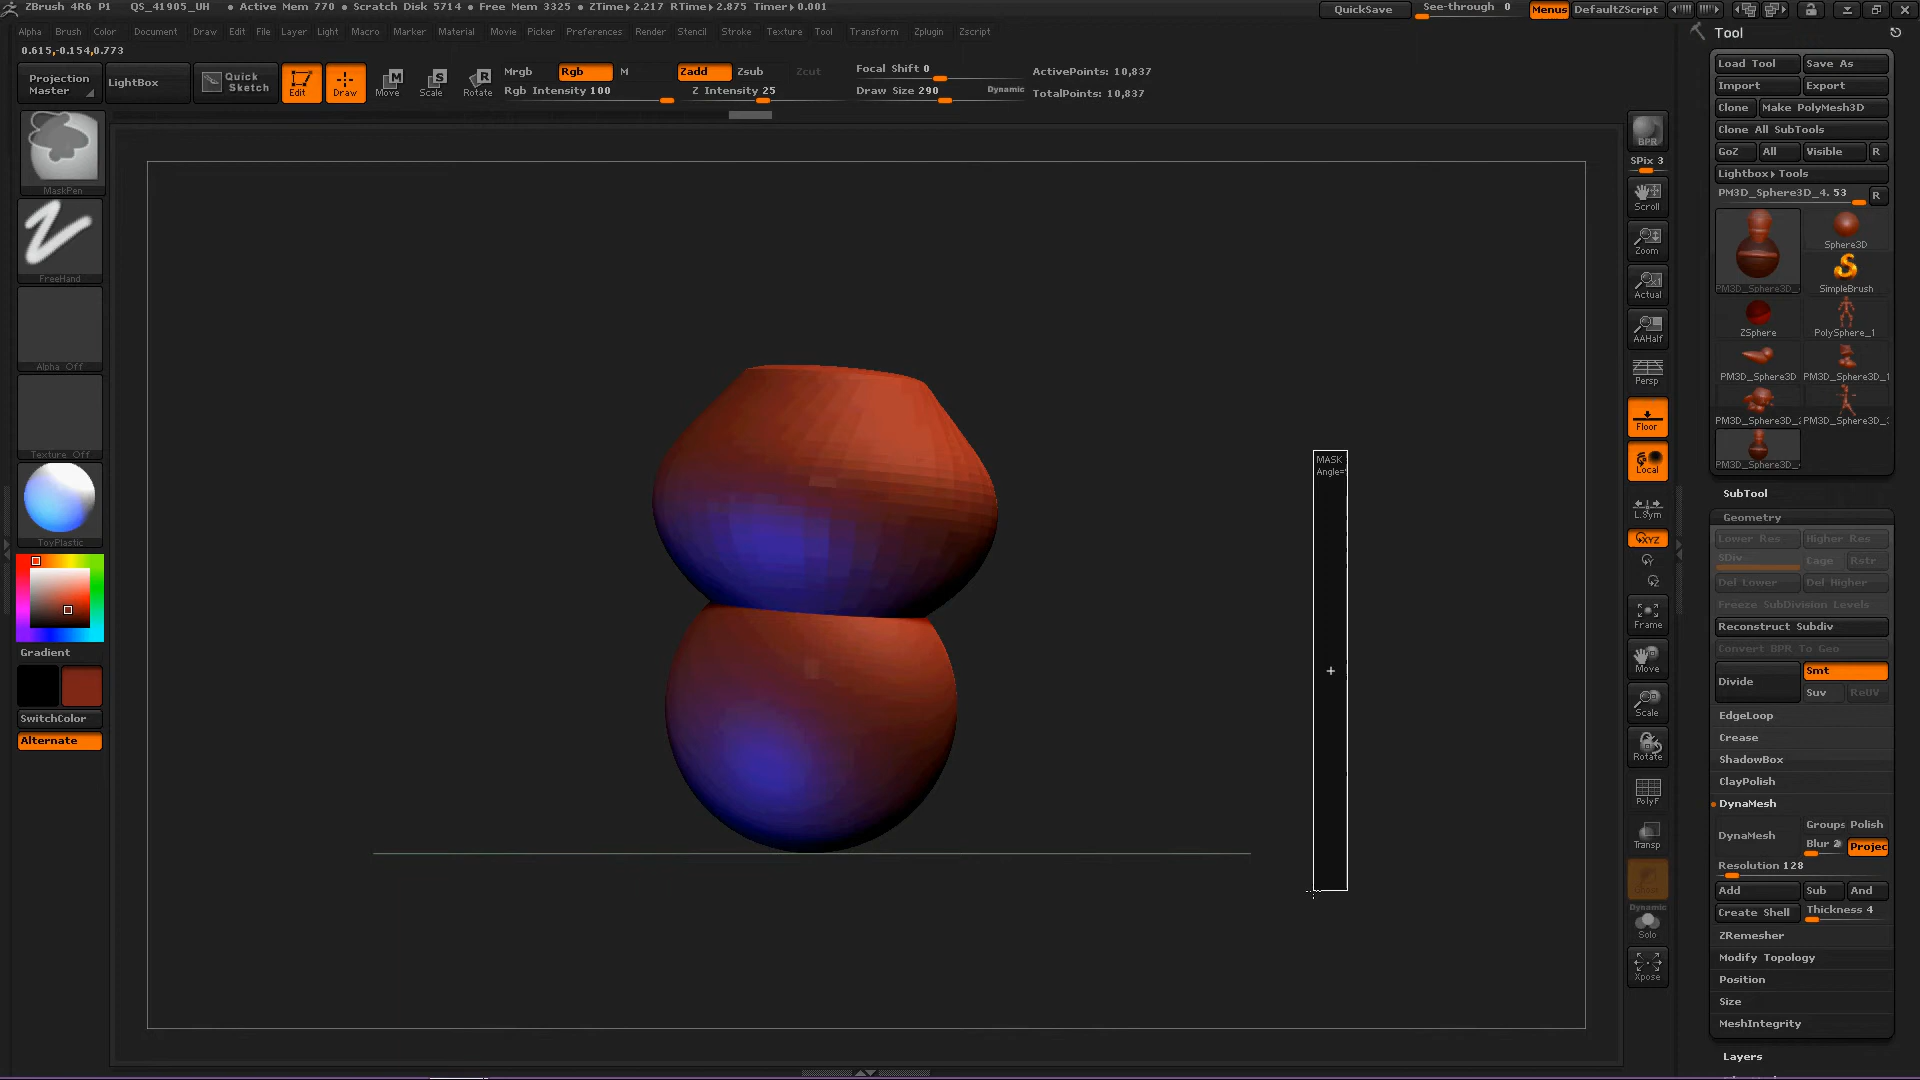 ZBrush 4R6 P1 QS_41905_UH • Active Mem 770 • Scratch Disk 5714 • Free Mem 3325 • ZTime▸2.217 RTime▸2.875 Timer▸0.001 QuickSave See-through 0 Menus DefaultZScript
Alpha Brush Color Document Draw Edit File Layer Light Macro Marker Material Movie Picker Preferences Render Stencil Stroke Texture Tool Transform Zplugin Zscript
0.615,-0.154,0.773
Projection Master
LightBox
Quick Sketch
Edit
Draw
Move
Scale
Rotate
Mrgb Rgb M
Rgb Intensity 100
Zadd Zsub Zcut
Z Intensity 25
Focal Shift 0
Draw Size 290 Dynamic
ActivePoints: 10,837
TotalPoints: 10,837
MaskPen
FreeHand
Alpha Off
Texture Off
ToyPlastic
Gradient
SwitchColor
Alternate
MASK
Angle=
BPR
SPix 3
Scroll
Zoom
Actual
AAHalf
Persp
Floor
Local
L.Sym
XYZ
Y
Z
Frame
Move
Scale
Rotate
PolyF
Transp
Ghost
Dynamic
Solo
Xpose
Tool
Load Tool Save As
Import Export
Clone Make PolyMesh3D
Clone All SubTools
GoZ All Visible R
Lightbox▸Tools
PM3D_Sphere3D_4. 53 R
Sphere3D
PM3D_Sphere3D_ SimpleBrush
ZSphere PolySphere_1
PM3D_Sphere3D PM3D_Sphere3D_1
PM3D_Sphere3D_2 PM3D_Sphere3D_3
PM3D_Sphere3D_
SubTool
Geometry
Lower Res Higher Res
SDiv Cage Rstr
Del Lower Del Higher
Freeze SubDivision Levels
Reconstruct Subdiv
Convert BPR To Geo
Divide Smt
Suv ReUV
EdgeLoop
Crease
ShadowBox
ClayPolish
DynaMesh
DynaMesh Groups Polish
Blur 2 Projec
Resolution 128
Add Sub And
Create Shell Thickness 4
ZRemesher
Modify Topology
Position
Size
MeshIntegrity
Layers